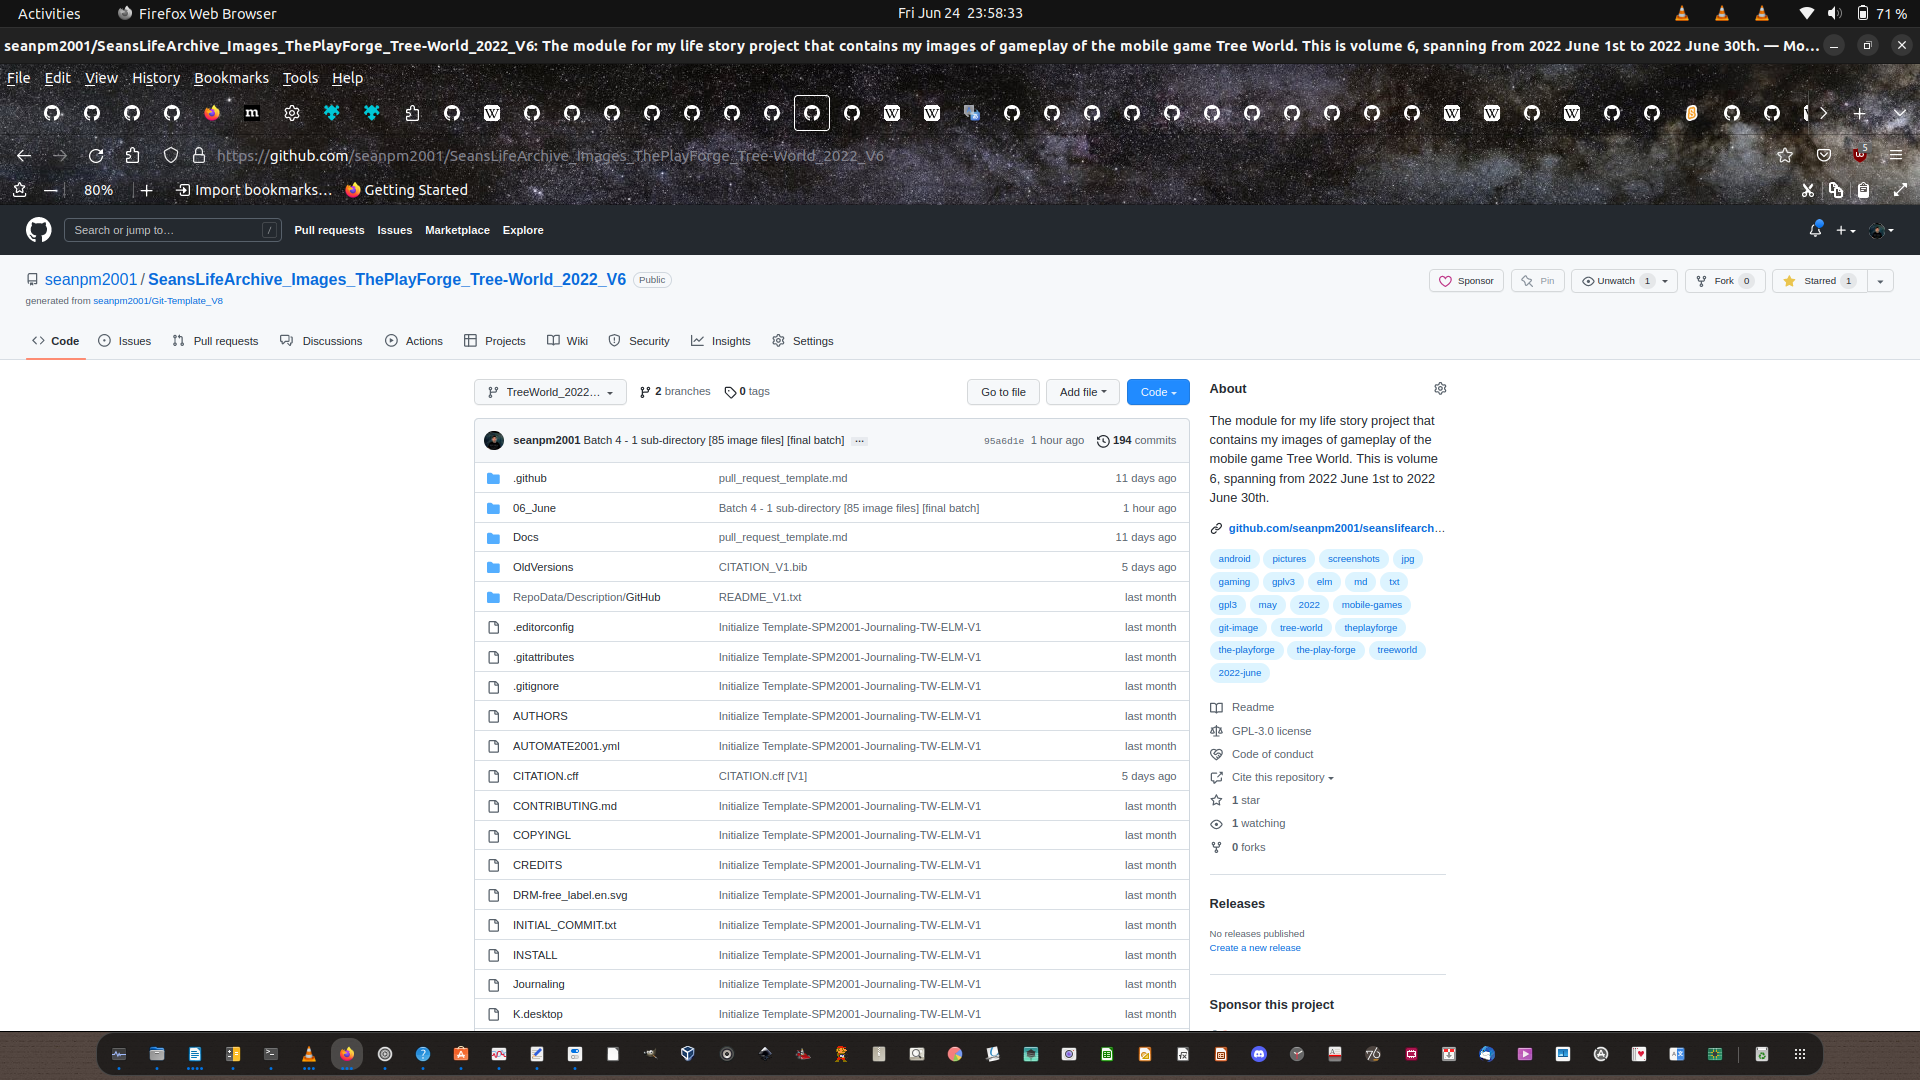 Activities
Firefox Web Browser
Fri Jun 24 23:58:33
71 %
seanpm2001/SeansLifeArchive_Images_ThePlayForge_Tree-World_2022_V6: The module for my life story project that contains my images of gameplay of the mobile game Tree World. This is volume 6, spanning from 2022 June 1st to 2022 June 30th. — Mo...
File Edit View History Bookmarks Tools Help
https://github.com/seanpm2001/SeansLifeArchive_Images_ThePlayForge_Tree-World_2022_V6
5
80%
Import bookmarks...
Getting Started
Search or jump to...
/
Pull requests Issues Marketplace Explore
seanpm2001 / SeansLifeArchive_Images_ThePlayForge_Tree-World_2022_V6 Public
Sponsor Pin Unwatch 1 Fork 0 Starred 1
generated from seanpm2001/Git-Template_V8
Code Issues Pull requests Discussions Actions Projects Wiki Security Insights Settings
TreeWorld_2022... 2 branches 0 tags
Go to file Add file Code
seanpm2001 Batch 4 - 1 sub-directory [85 image files] [final batch] ... 95a6d1e 1 hour ago 194 commits
.github pull_request_template.md 11 days ago
06_June Batch 4 - 1 sub-directory [85 image files] [final batch] 1 hour ago
Docs pull_request_template.md 11 days ago
OldVersions CITATION_V1.bib 5 days ago
RepoData/Description/GitHub README_V1.txt last month
.editorconfig Initialize Template-SPM2001-Journaling-TW-ELM-V1 last month
.gitattributes Initialize Template-SPM2001-Journaling-TW-ELM-V1 last month
.gitignore Initialize Template-SPM2001-Journaling-TW-ELM-V1 last month
AUTHORS Initialize Template-SPM2001-Journaling-TW-ELM-V1 last month
AUTOMATE2001.yml Initialize Template-SPM2001-Journaling-TW-ELM-V1 last month
CITATION.cff CITATION.cff [V1] 5 days ago
CONTRIBUTING.md Initialize Template-SPM2001-Journaling-TW-ELM-V1 last month
COPYINGL Initialize Template-SPM2001-Journaling-TW-ELM-V1 last month
CREDITS Initialize Template-SPM2001-Journaling-TW-ELM-V1 last month
DRM-free_label.en.svg Initialize Template-SPM2001-Journaling-TW-ELM-V1 last month
INITIAL_COMMIT.txt Initialize Template-SPM2001-Journaling-TW-ELM-V1 last month
INSTALL Initialize Template-SPM2001-Journaling-TW-ELM-V1 last month
Journaling Initialize Template-SPM2001-Journaling-TW-ELM-V1 last month
K.desktop Initialize Template-SPM2001-Journaling-TW-ELM-V1 last month
About
The module for my life story project that
contains my images of gameplay of the
mobile game Tree World. This is volume
6, spanning from 2022 June 1st to 2022
June 30th.
github.com/seanpm2001/seanslifearch...
android pictures screenshots jpg
gaming gplv3 elm md txt
gpl3 may 2022 mobile-games
git-image tree-world theplayforge
the-playforge the-play-forge treeworld
2022-june
Readme
GPL-3.0 license
Code of conduct
Cite this repository
1 star
1 watching
0 forks
Releases
No releases published
Create a new release
Sponsor this project